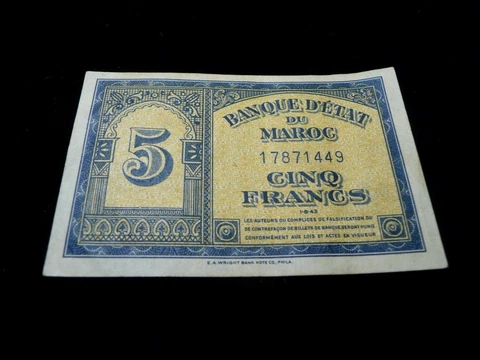 5
BANQUE D'ÉTAT
DU
MAROC
17871449
CINQ
FRANCS
1-8-43
LES AUTEURS OU COMPLICES DE FALSIFICATION OU
DE CONTREFAÇON DE BILLETS DE BANQUE SERONT PUNIS
CONFORMÉMENT AUX LOIS ET ACTES EN VIGUEUR
E. A. WRIGHT BANK NOTE CO., PHILA.